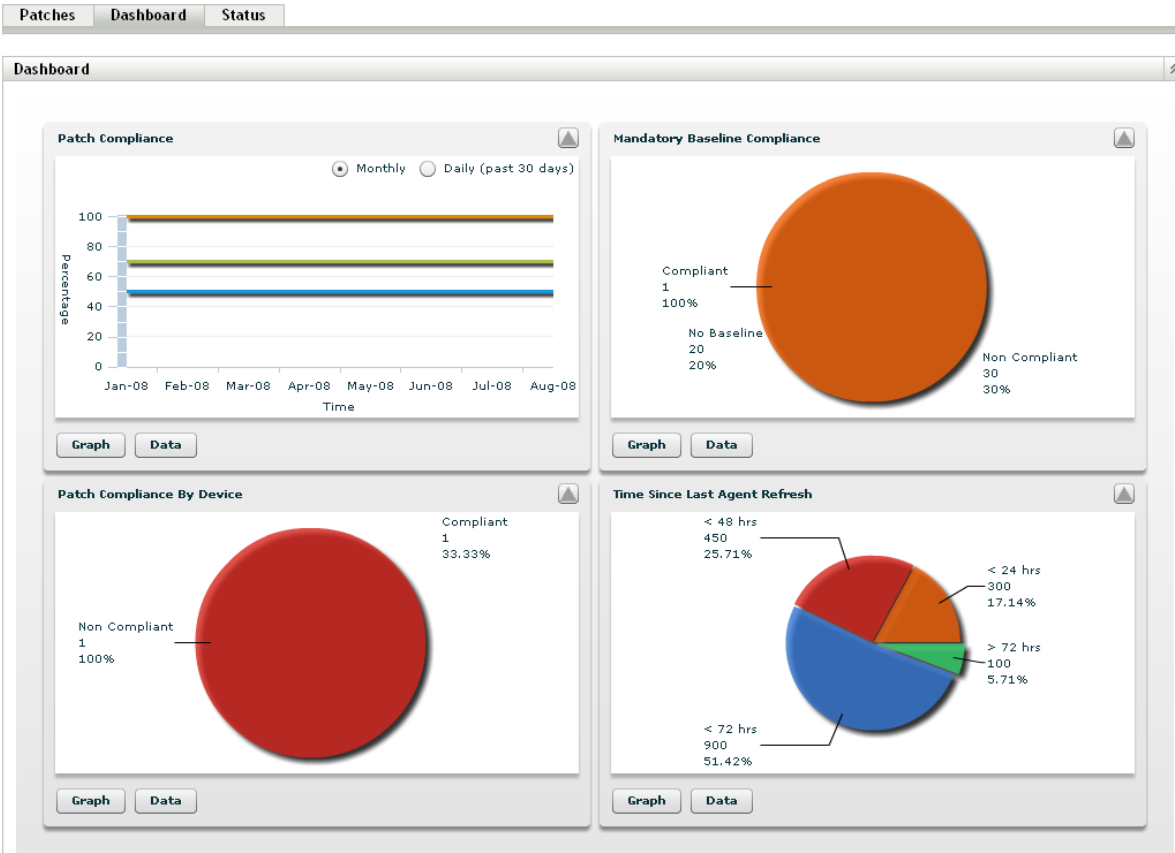 Patches Dashboard Status
Dashboard
Patch Compliance
Monthly Daily (past 30 days)
100
80
60
40
20
0
Percentage
Jan-08 Feb-08 Mar-08 Apr-08 May-08 Jun-08 Jul-08 Aug-08
Time
Graph Data
Mandatory Baseline Compliance
Compliant
1
100%
No Baseline
20
20%
Non Compliant
30
30%
Graph Data
Patch Compliance By Device
Compliant
1
33.33%
Non Compliant
1
100%
Graph Data
Time Since Last Agent Refresh
< 48 hrs
450
25.71%
< 24 hrs
300
17.14%
> 72 hrs
100
5.71%
< 72 hrs
900
51.42%
Graph Data